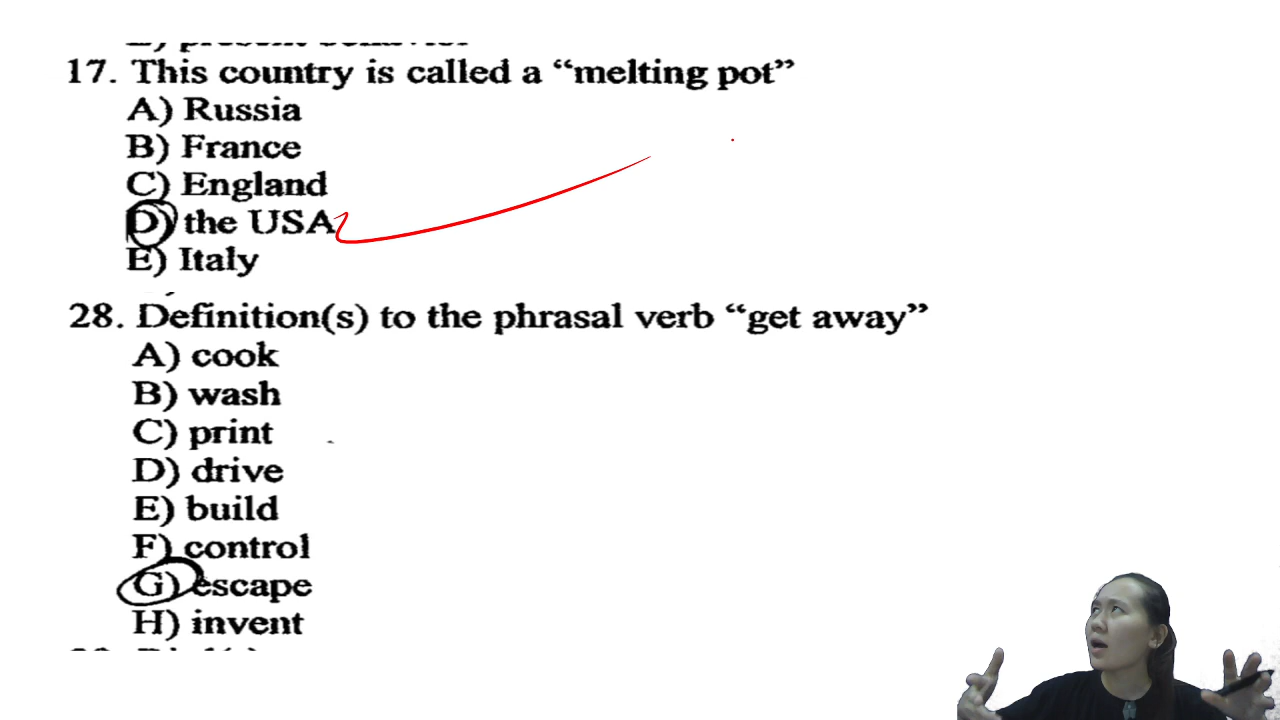 17. This country is called a “melting pot”
A) Russia
B) France
C) England
D) the USA
E) Italy
28. Definition(s) to the phrasal verb “get away”
A) cook
B) wash
C) print
D) drive
E) build
F) control
G) escape
H) invent